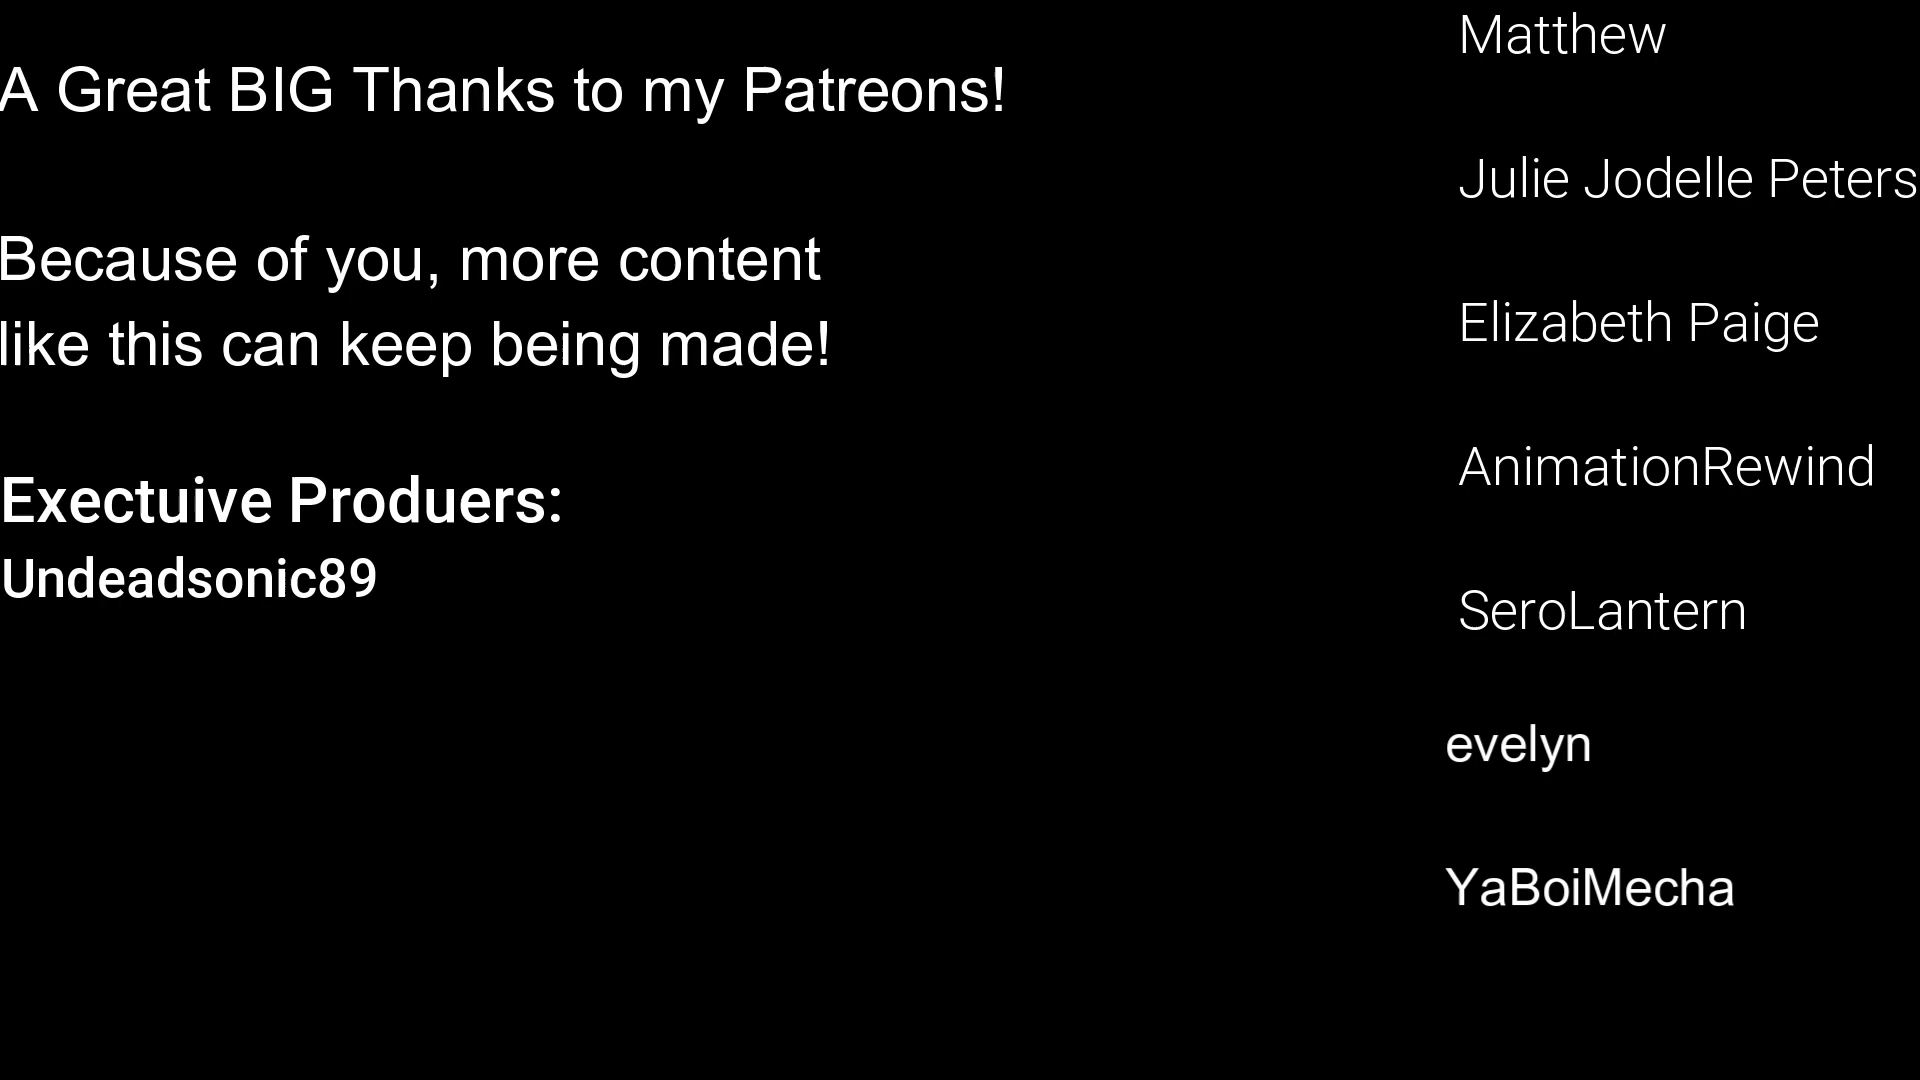 A Great BIG Thanks to my Patreons!
Because of you, more content
like this can keep being made!
Exectuive Produers:
Undeadsonic89
Matthew
Julie Jodelle Peters
Elizabeth Paige
AnimationRewind
SeroLantern
evelyn
YaBoiMecha